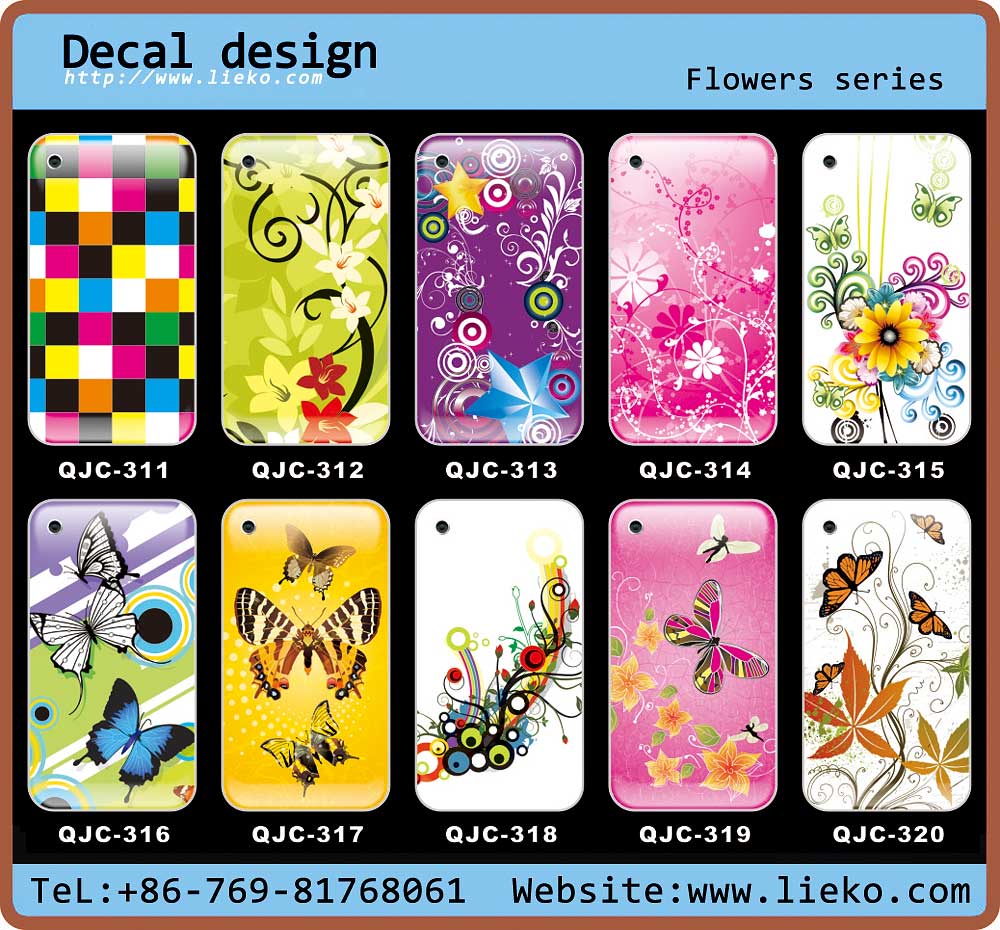 Decal design
http://www.lieko.com
Flowers series
QJC-311 QJC-312 QJC-313 QJC-314 QJC-315
QJC-316 QJC-317 QJC-318 QJC-319 QJC-320
TeL:+86-769-81768061 Website:www.lieko.com